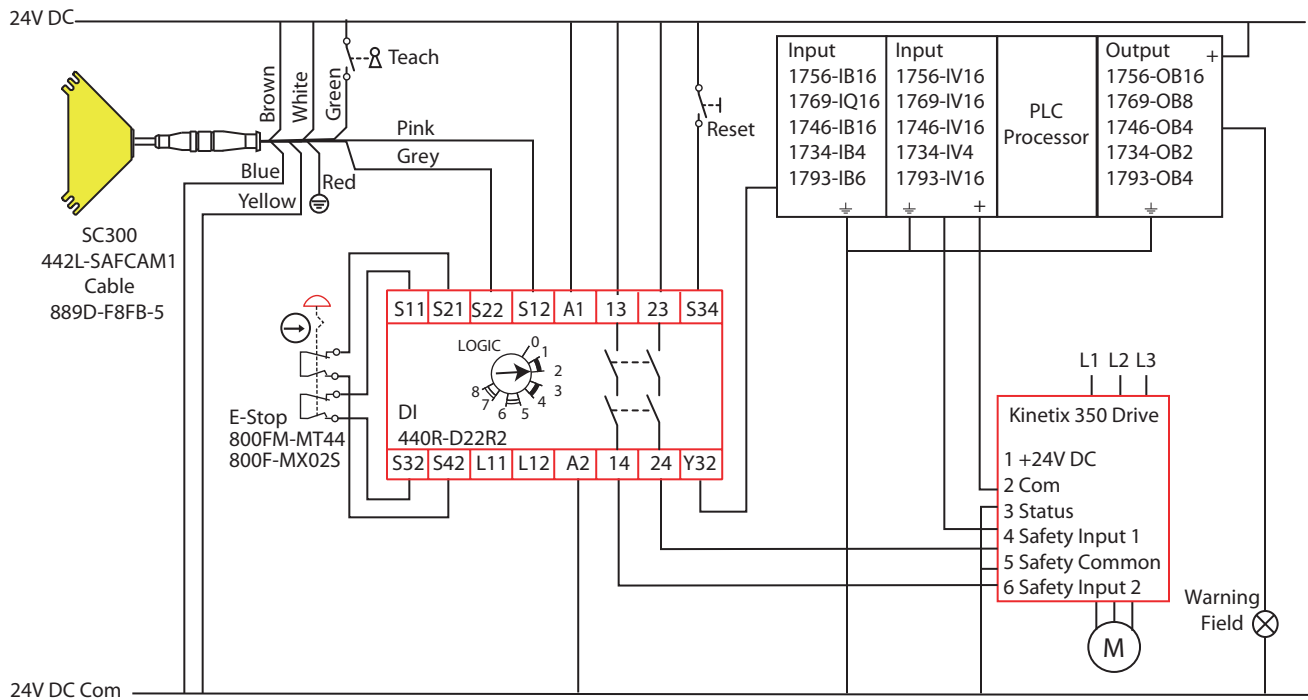 24V DC
Brown
White
Green
Teach
Pink
Grey
Blue
Yellow
Red
SC300
442L-SAFCAM1
Cable
889D-F8FB-5
Reset
Input
1756-IB16
1769-IQ16
1746-IB16
1734-IB4
1793-IB6
Input
1756-IV16
1769-IV16
1746-IV16
1734-IV4
1793-IV16
+
PLC
Processor
Output
+
1756-OB16
1769-OB8
1746-OB4
1734-OB2
1793-OB4
S11 S21 S22 S12 A1 13 23 S34
LOGIC
0
1
2
3
4
5
6
7
8
E-Stop
800FM-MT44
800F-MX02S
DI
440R-D22R2
S32 S42 L11 L12 A2 14 24 Y32
L1 L2 L3
Kinetix 350 Drive
1 +24V DC
2 Com
3 Status
4 Safety Input 1
5 Safety Common
6 Safety Input 2
M
Warning
Field
24V DC Com